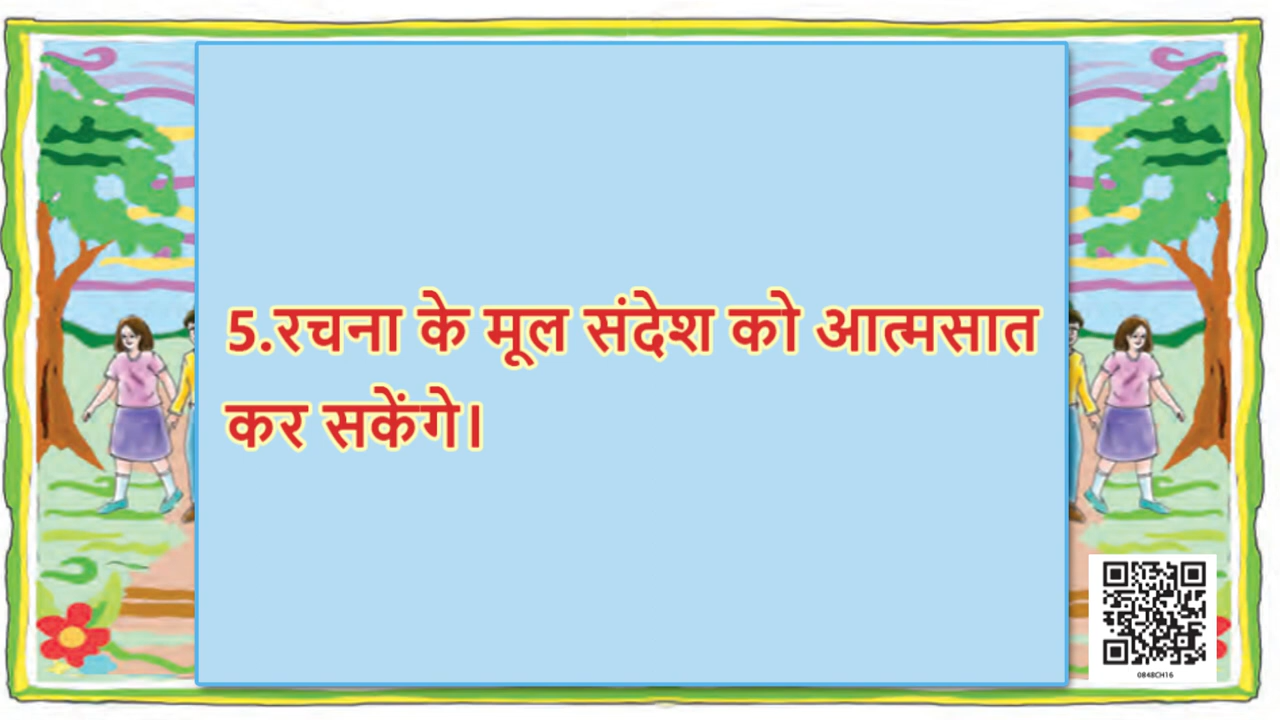 5.रचना के मूल संदेश को आत्मसात
कर सकेंगे।
0848CH16